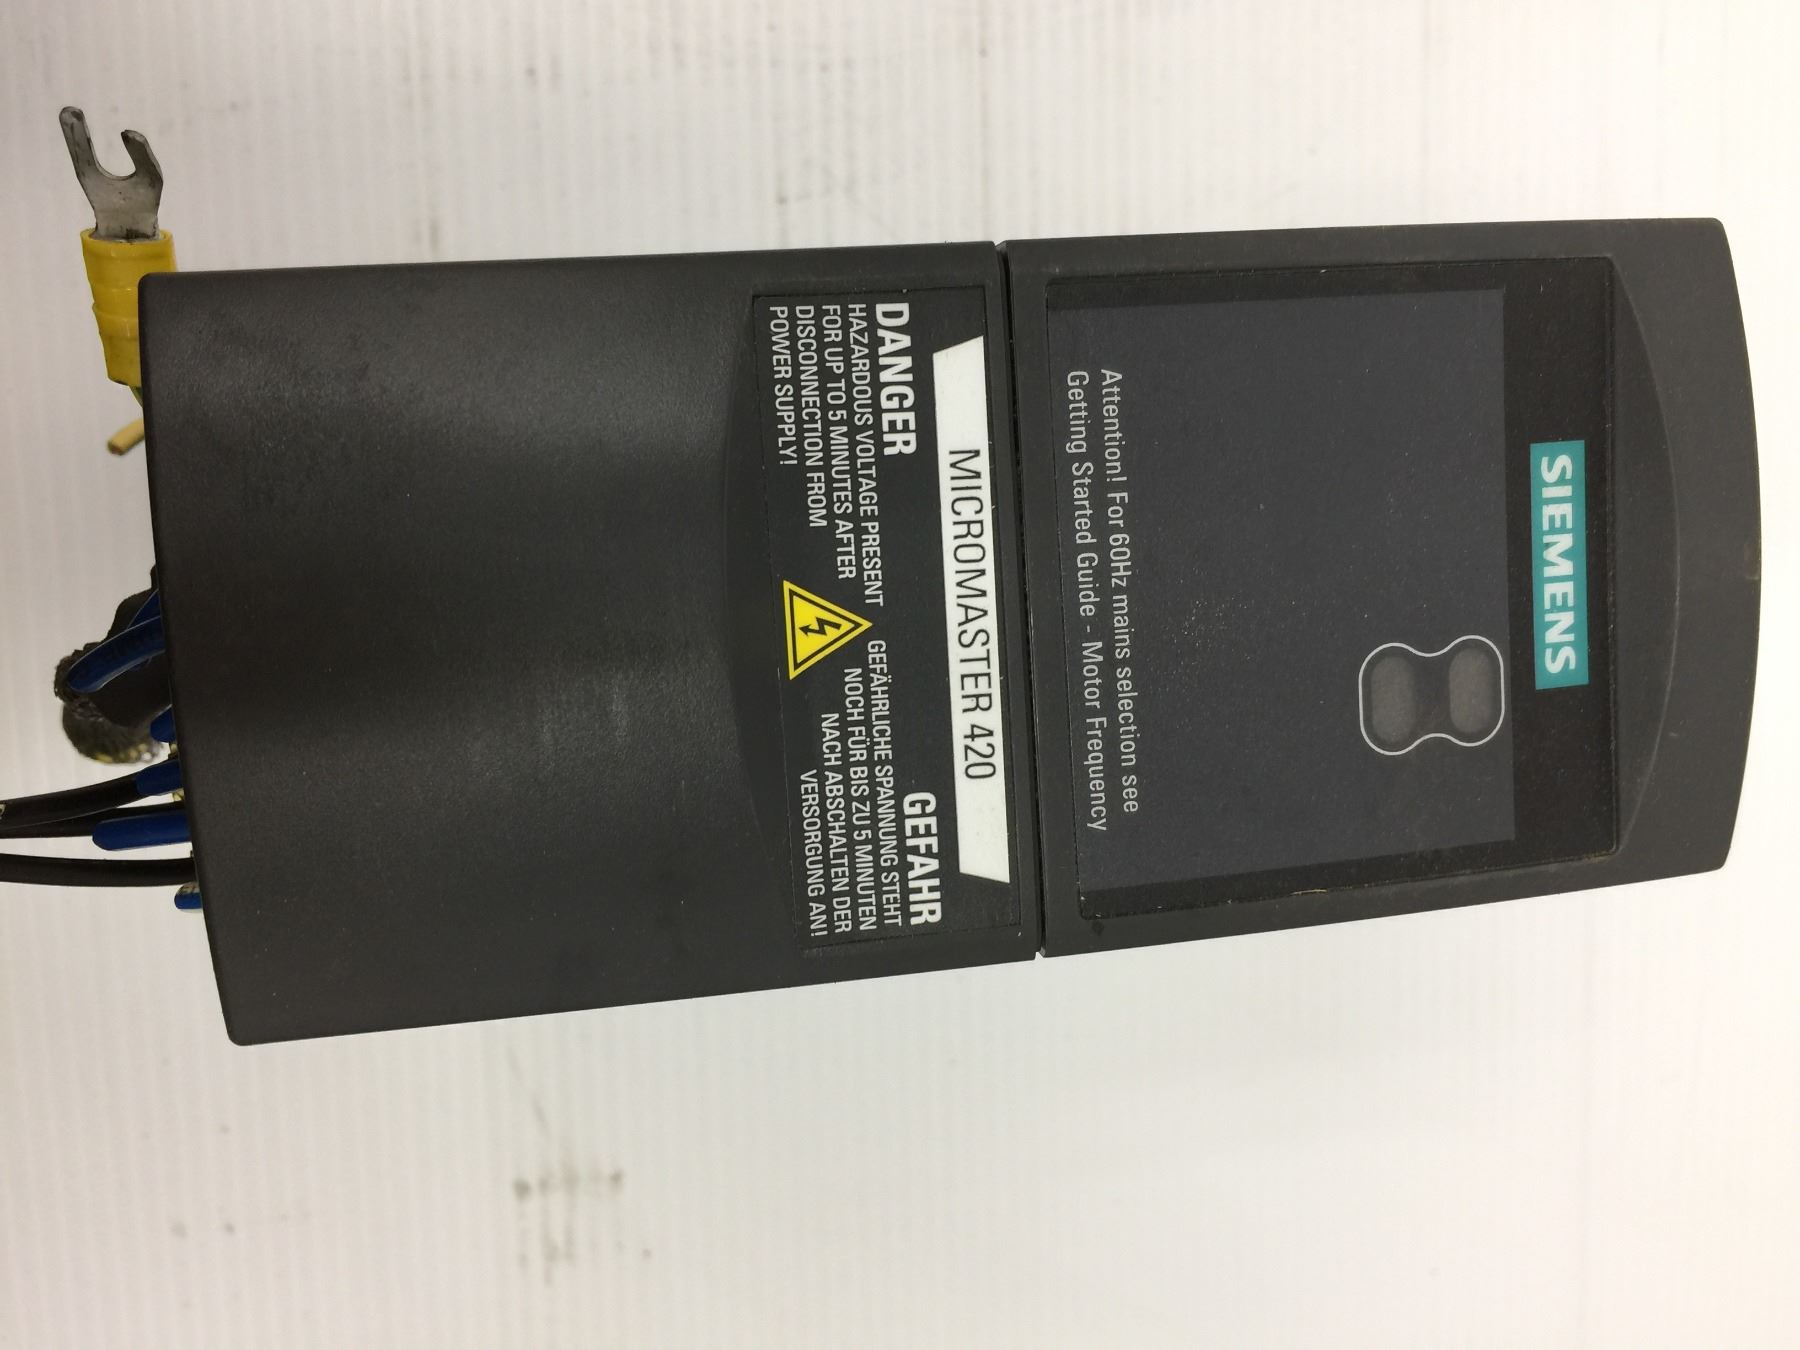 SIEMENS
Attention! For 60Hz mains selection see
Getting Started Guide - Motor Frequency
MICROMASTER 420
DANGER
HAZARDOUS VOLTAGE PRESENT
FOR UP TO 5 MINUTES AFTER
DISCONNECTION FROM
POWER SUPPLY!
GEFAHR
GEFÄHRLICHE SPANNUNG STEHT
NOCH FÜR BIS ZU 5 MINUTEN
NACH ABSCHALTEN DER
VERSORGUNG AN!